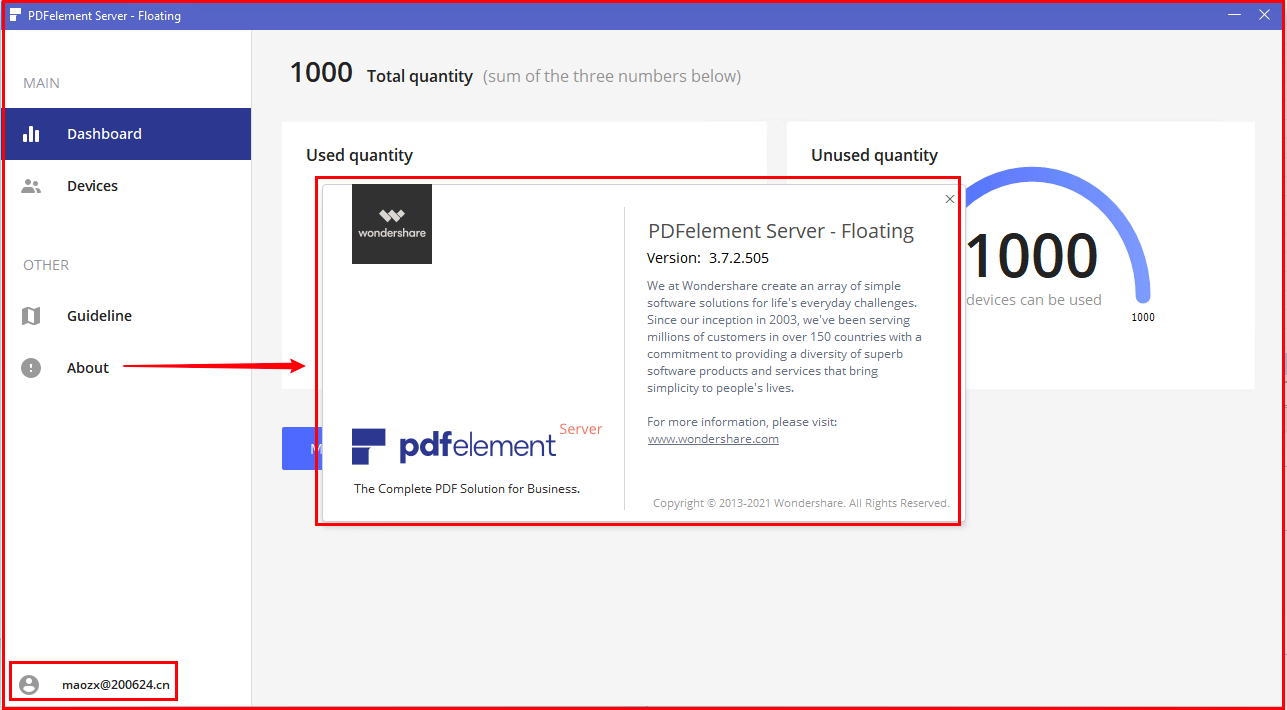 PDFelement Server - Floating
MAIN
Dashboard
Devices
OTHER
Guideline
About
maozx@200624.cn
1000 Total quantity (sum of the three numbers below)
Used quantity
Unused quantity
1000
devices can be used
1000
M
wondershare
pdfelement Server
The Complete PDF Solution for Business.
PDFelement Server - Floating
Version: 3.7.2.505
We at Wondershare create an array of simple
software solutions for life's everyday challenges.
Since our inception in 2003, we've been serving
millions of customers in over 150 countries with a
commitment to providing a diversity of superb
software products and services that bring
simplicity to people's lives.
For more information, please visit:
www.wondershare.com
Copyright © 2013-2021 Wondershare. All Rights Reserved.